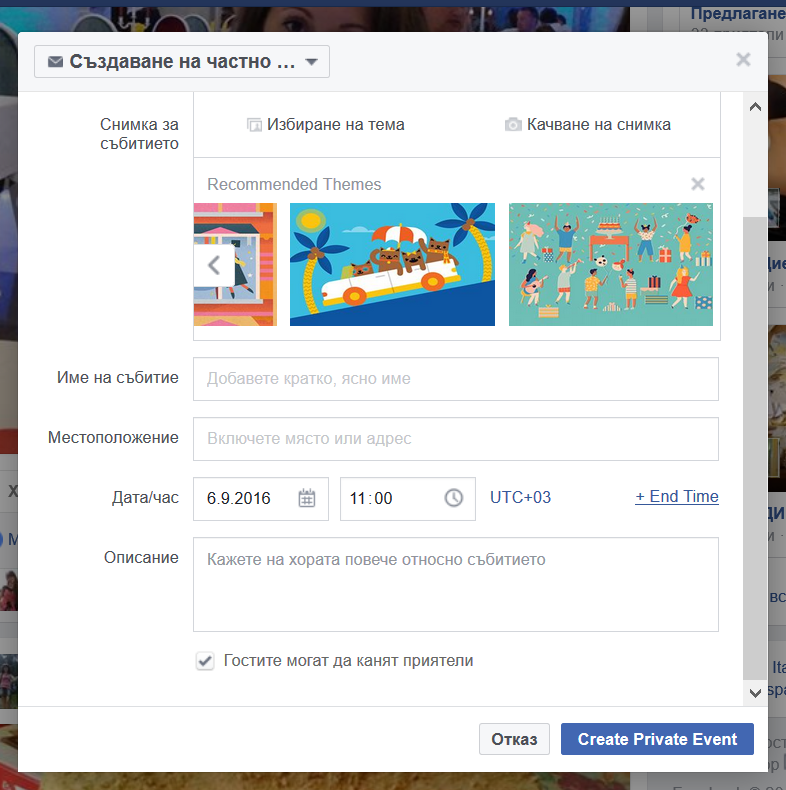 Предлагане
Създаване на частно ...
Снимка за
събитието
Избиране на тема
Качване на снимка
Recommended Themes
Име на събитие
Добавете кратко, ясно име
Местоположение
Включете място или адрес
Дата/час
6.9.2016
11:00
UTC+03
+ End Time
Описание
Кажете на хората повече относно събитието
Гостите могат да канят приятели
Отказ
Create Private Event